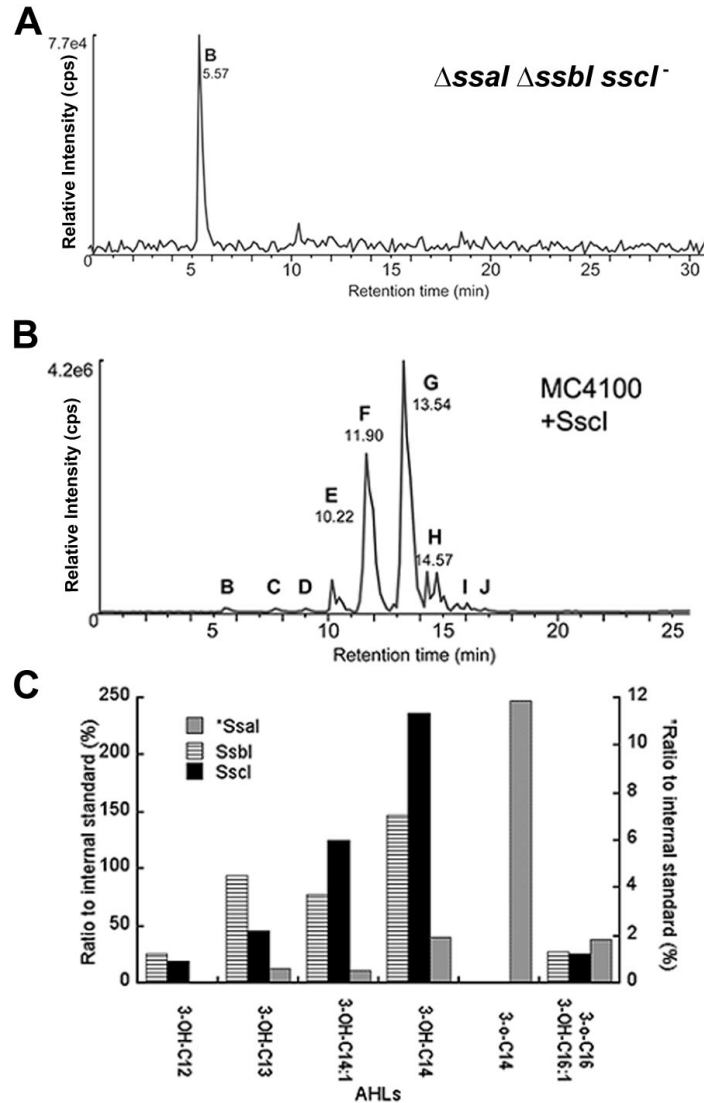 A
7.7e4
B
5.57
Δssal Δssbl sscl -
Relative Intensity (cps)
0
5 10 15 20 25 30
Retention time (min)
B
4.2e6
G
13.54
MC4100
+Sscl
F
11.90
E
10.22
H
14.57
B C D I J
Relative Intensity (cps)
0
5 10 15 20 25
Retention time (min)
C
250
200
150
100
50
0
Ratio to internal standard (%)
*Ssal
Ssbl
Sscl
12
10
8
6
4
2
0
*Ratio to internal standard (%)
3-OH-C12
3-OH-C13
3-OH-C14:1
3-OH-C14
3-o-C14
3-o-C16
3-OH-C16:1
AHLs